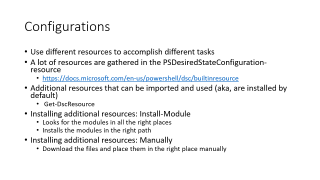 Configurations
• Use different resources to accomplish different tasks
• A lot of resources are gathered in the PSDesiredStateConfiguration-
resource
• https://docs.microsoft.com/en-us/powershell/dsc/builtinresource
• Additional resources that can be imported and used (aka, are installed by
default)
• Get-DscResource
• Installing additional resources: Install-Module
• Looks for the modules in all the right places
• Installs the modules in the right path
• Installing additional resources: Manually
• Download the files and place them in the right place manually